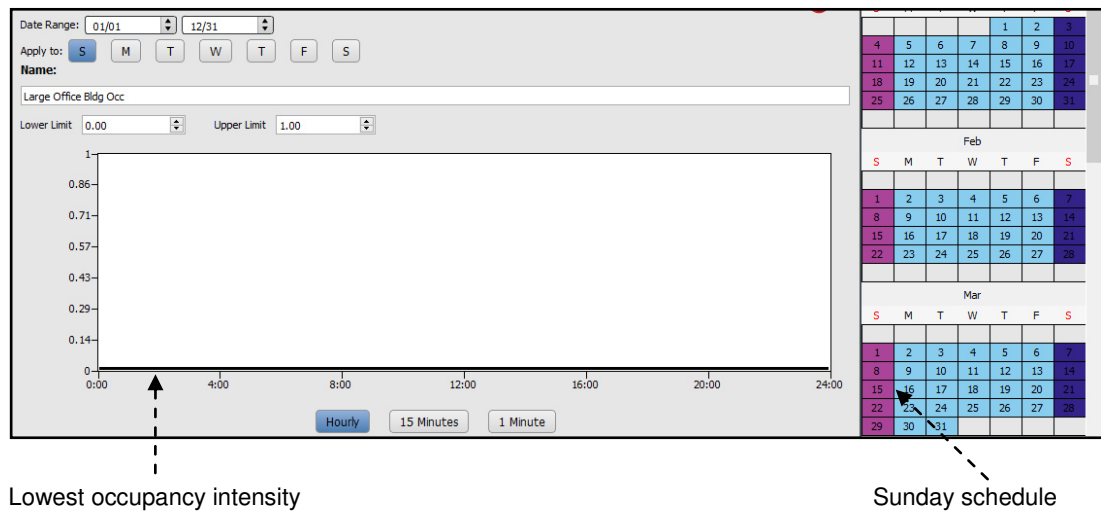 Date Range: 01/01 12/31
Apply to: S M T W T F S
Name:
Large Office Bldg Occ
Lower Limit 0.00 Upper Limit 1.00
1
0.86
0.71
0.57
0.43
0.29
0.14
0
0:00 4:00 8:00 12:00 16:00 20:00 24:00
Hourly 15 Minutes 1 Minute
1 2 3
4 5 6 7 8 9 10
11 12 13 14 15 16 17
18 19 20 21 22 23 24
25 26 27 28 29 30 31
Feb
S M T W T F S
1 2 3 4 5 6 7
8 9 10 11 12 13 14
15 16 17 18 19 20 21
22 23 24 25 26 27 28
Mar
S M T W T F S
1 2 3 4 5 6 7
8 9 10 11 12 13 14
15 16 17 18 19 20 21
22 23 24 25 26 27 28
29 30 31
Lowest occupancy intensity
Sunday schedule